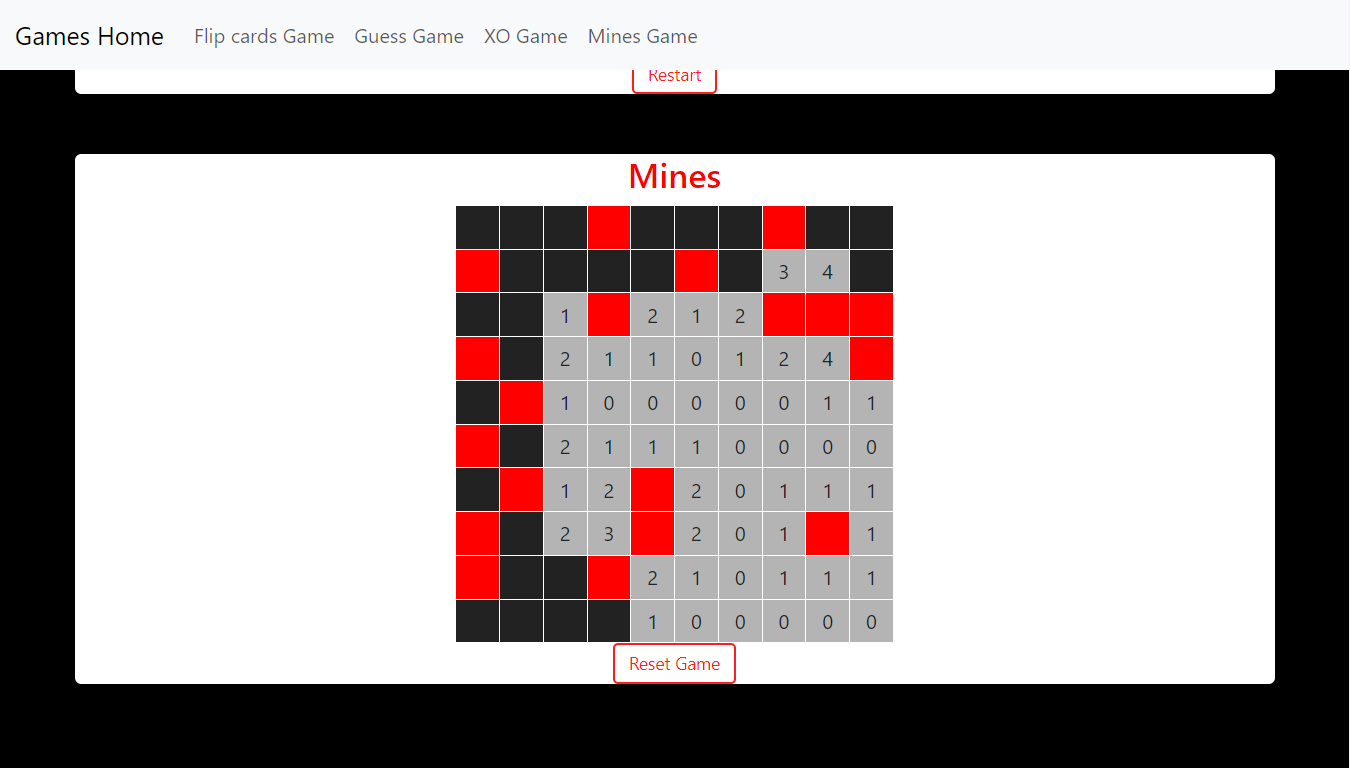 Games Home Flip cards Game Guess Game XO Game Mines Game
Restart
Mines
3 4
1 2 1 2
2 1 1 0 1 2 4
1 0 0 0 0 0 1 1
2 1 1 1 0 0 0 0
1 2 2 0 1 1 1
2 3 2 0 1 1
2 1 0 1 1 1
1 0 0 0 0 0
Reset Game